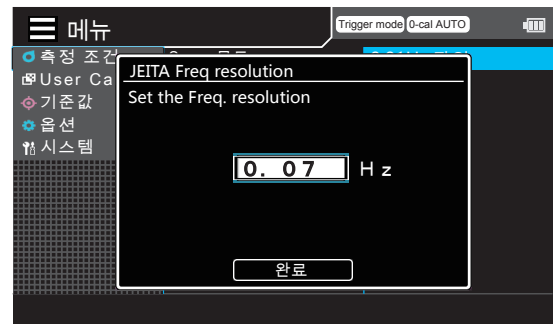 메뉴
Trigger mode 0-cal AUTO
측정 조건
User Ca
기준값
옵션
시스템
JEITA Freq resolution
Set the Freq. resolution
0. 07 Hz
완료